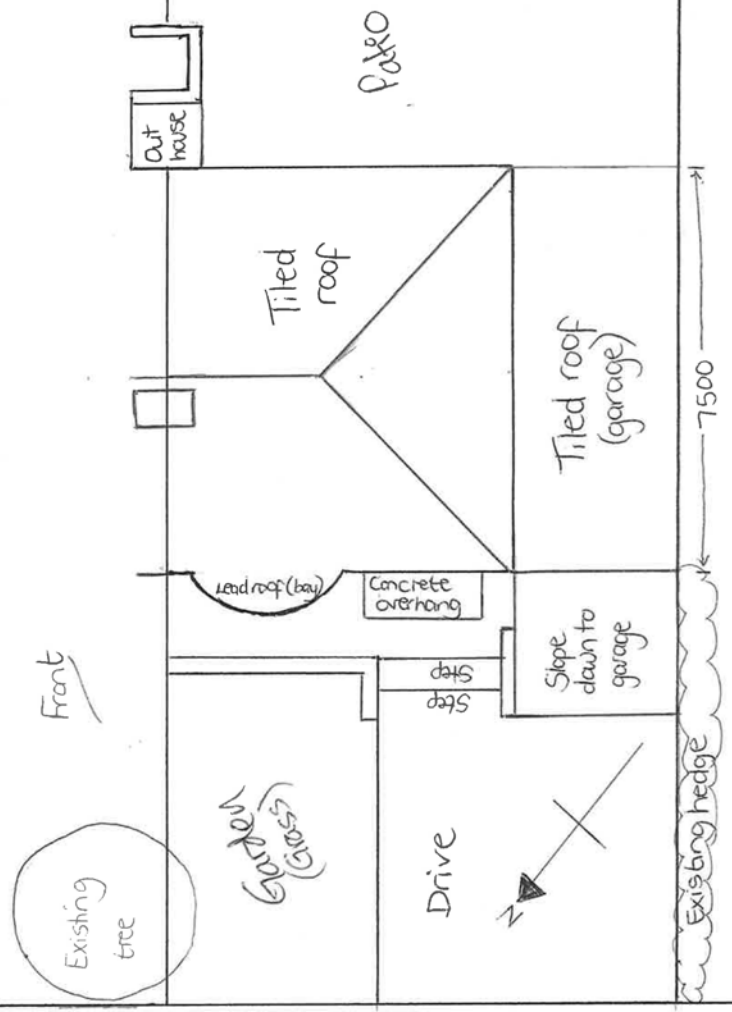 Patio
Out
house
Tiled
roof
Tiled roof
(garage)
7500
Lead roof (bay)
Concrete
overhang
Front
Step
Step
Slope
down to
garage
Garden
(Grass)
Drive
N
Existing
tree
Existing hedge